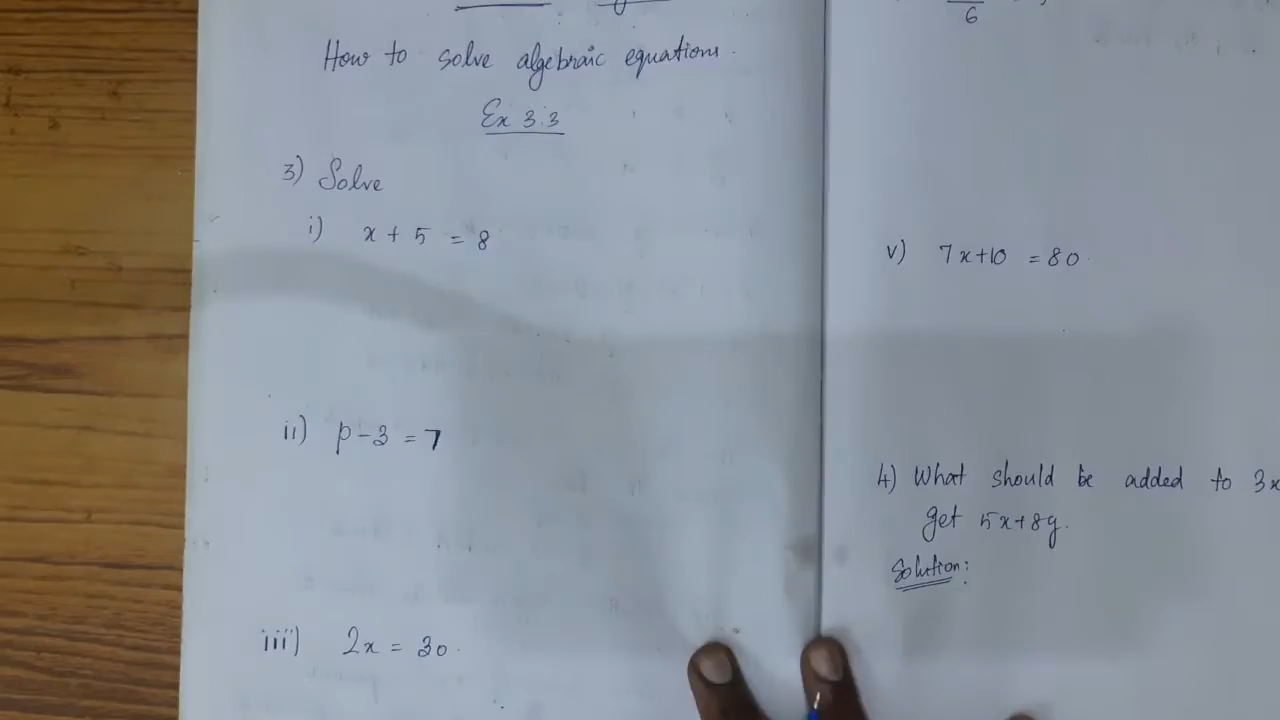 How to solve algebraic equations.
Ex 3.3
3) Solve
i) x + 5 = 8
ii) p - 3 = 7
iii) 2x = 30.
6
v) 7x+10 = 80.
4) What should be added to 3x
get 5x+8y.
Solution: